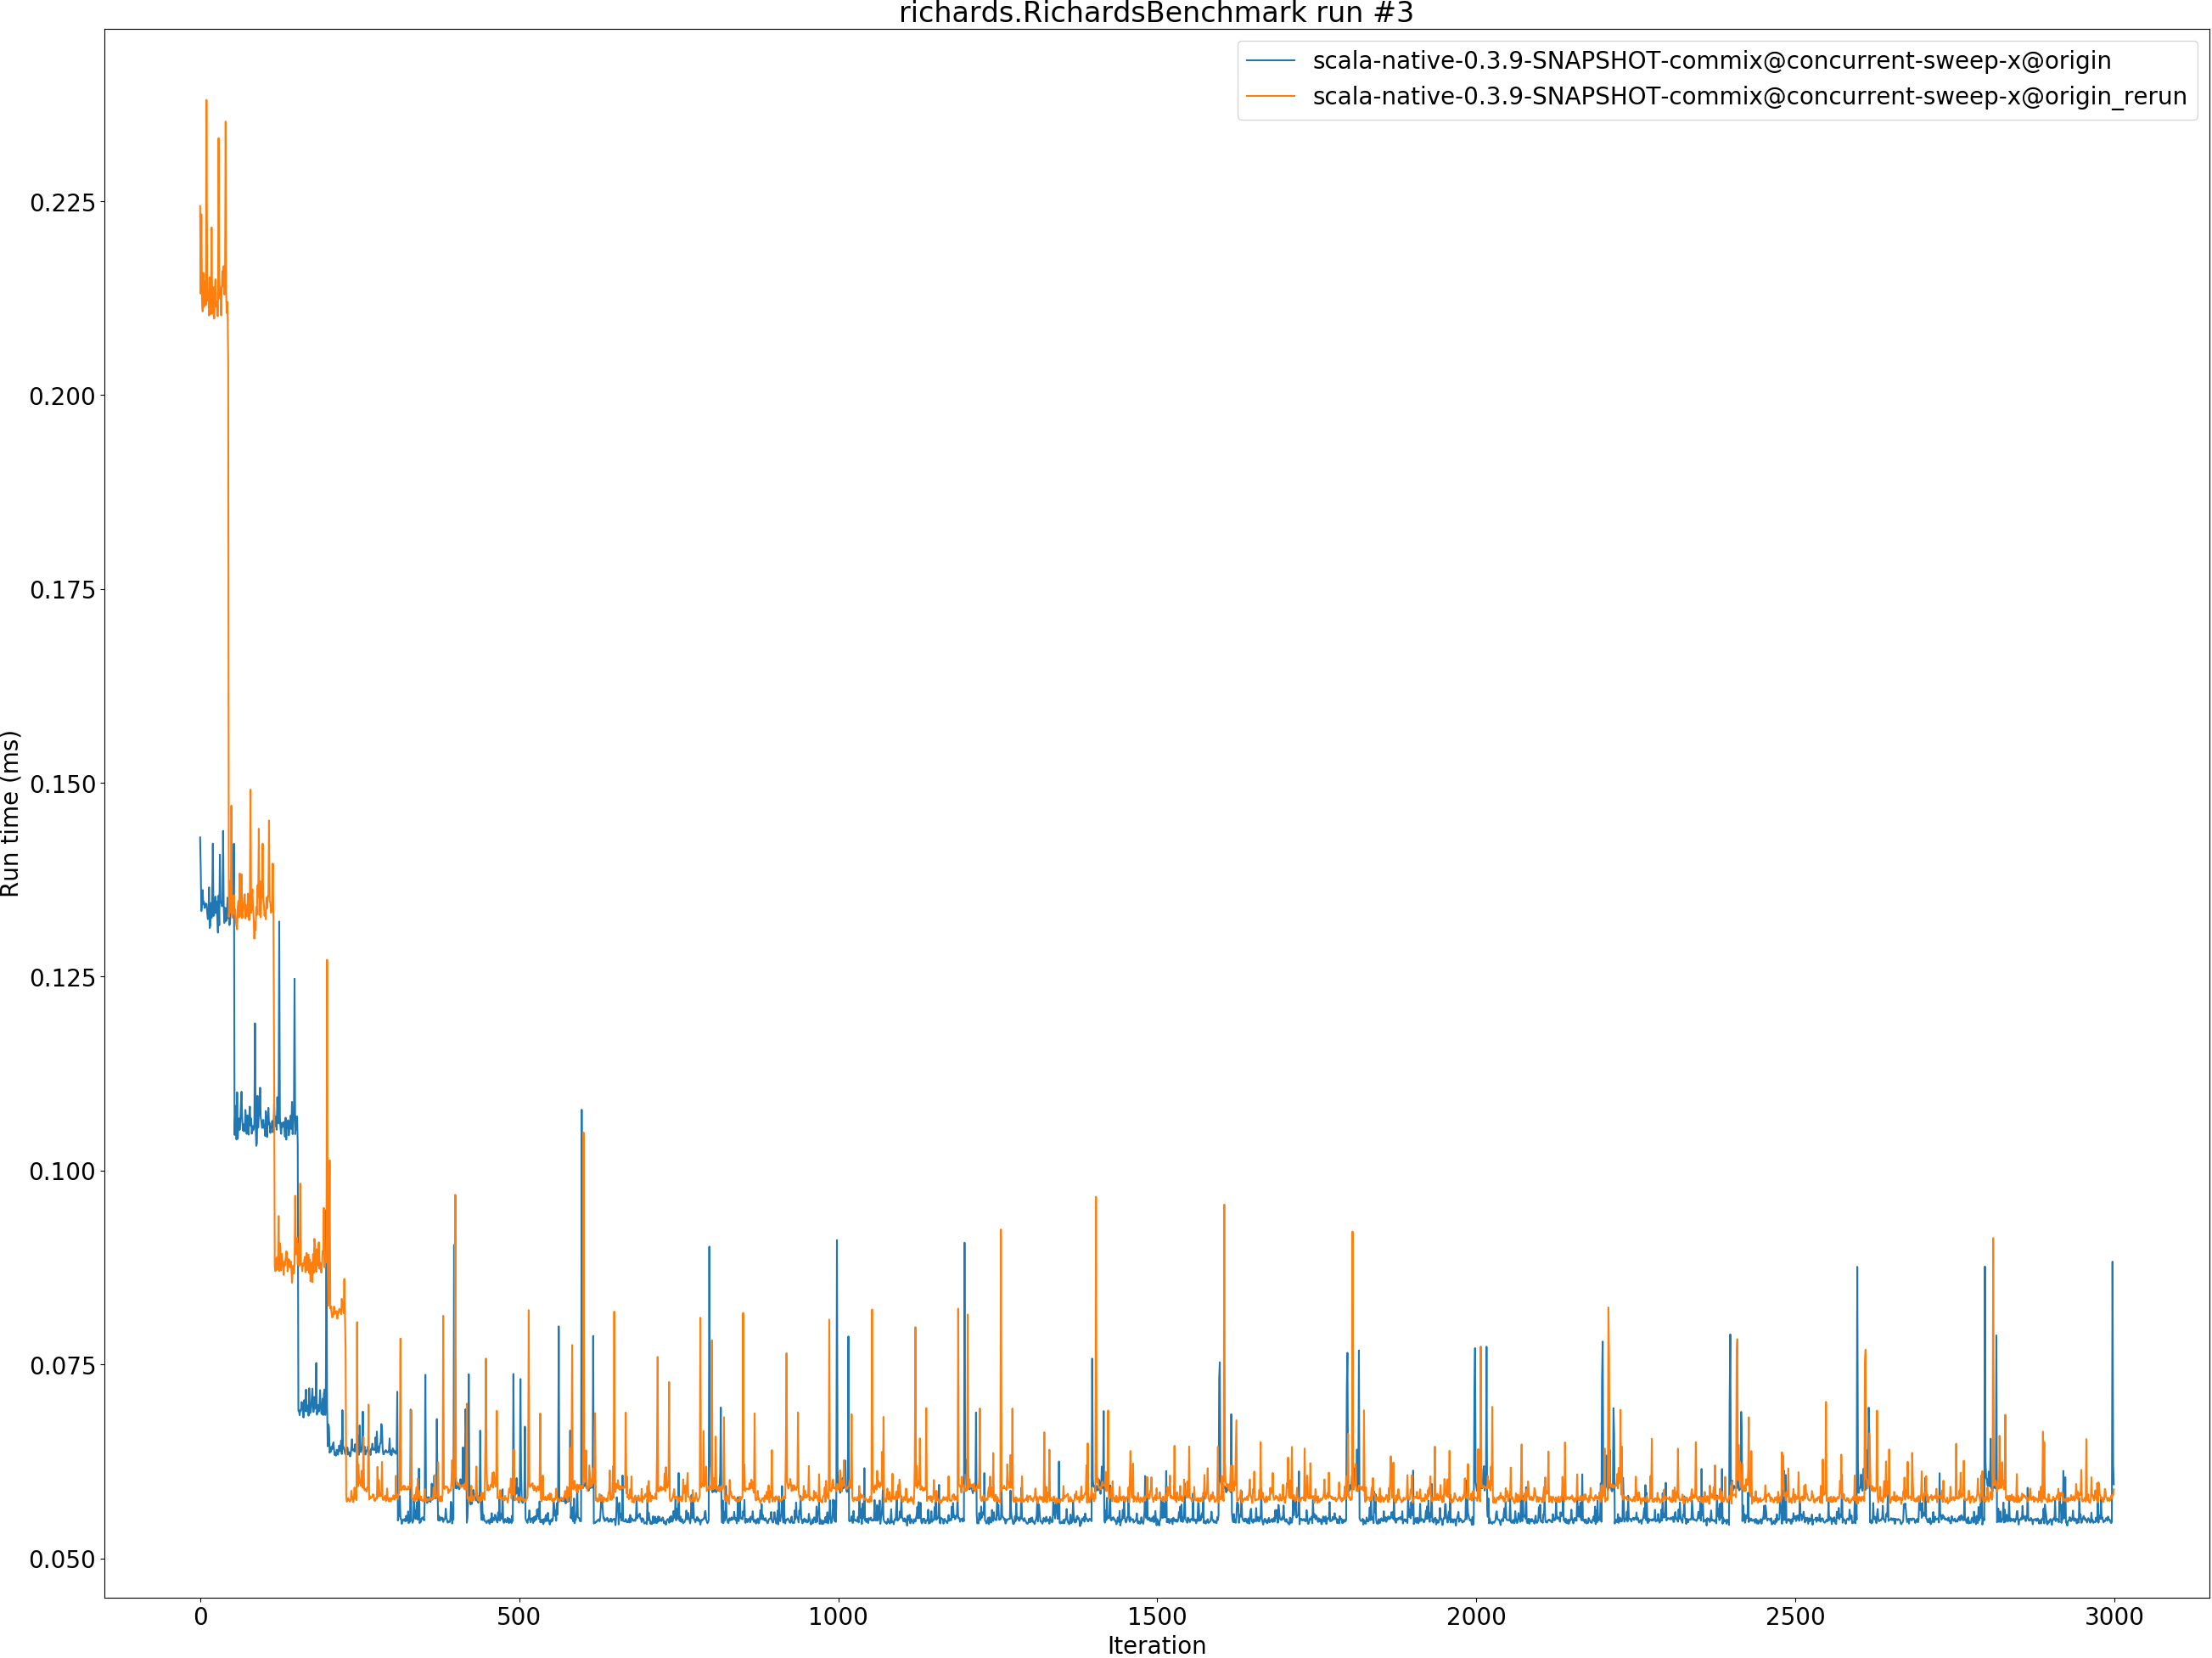 richards.RichardsBenchmark run #3
scala-native-0.3.9-SNAPSHOT-commix@concurrent-sweep-x@origin
scala-native-0.3.9-SNAPSHOT-commix@concurrent-sweep-x@origin_rerun
Run time (ms)
0.225
0.200
0.175
0.150
0.125
0.100
0.075
0.050
0 500 1000 1500 2000 2500 3000
Iteration